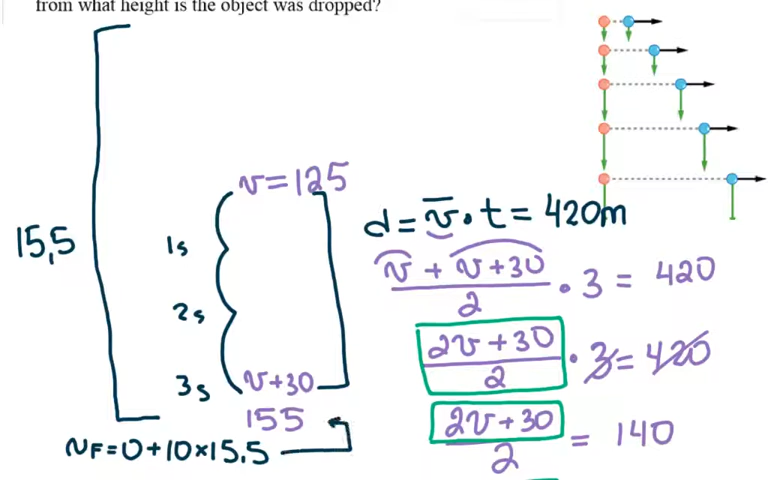 from what height is the object was dropped?
v=125
15,5
1s
2s
3s
v+30
155
NF=0+10×15.5
d = v̅ · t = 420m
v + v+30 / 2 · 3 = 420
2v+30 / 2 · 3 = 420
2v+30 / 2 = 140